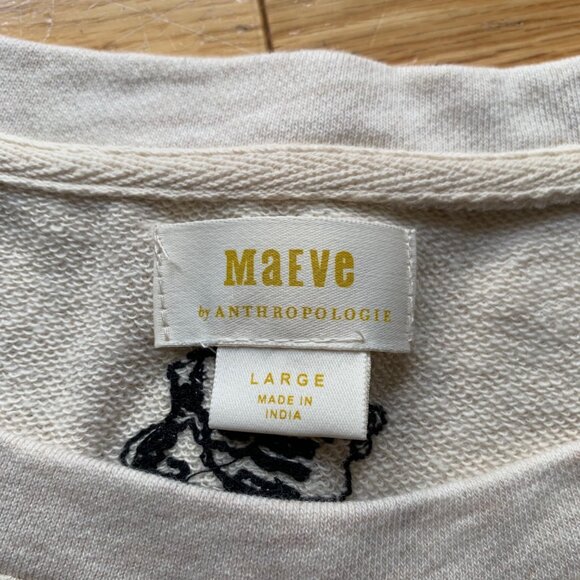 MaEVe
by ANTHROPOLOGIE
LARGE
MADE IN
INDIA